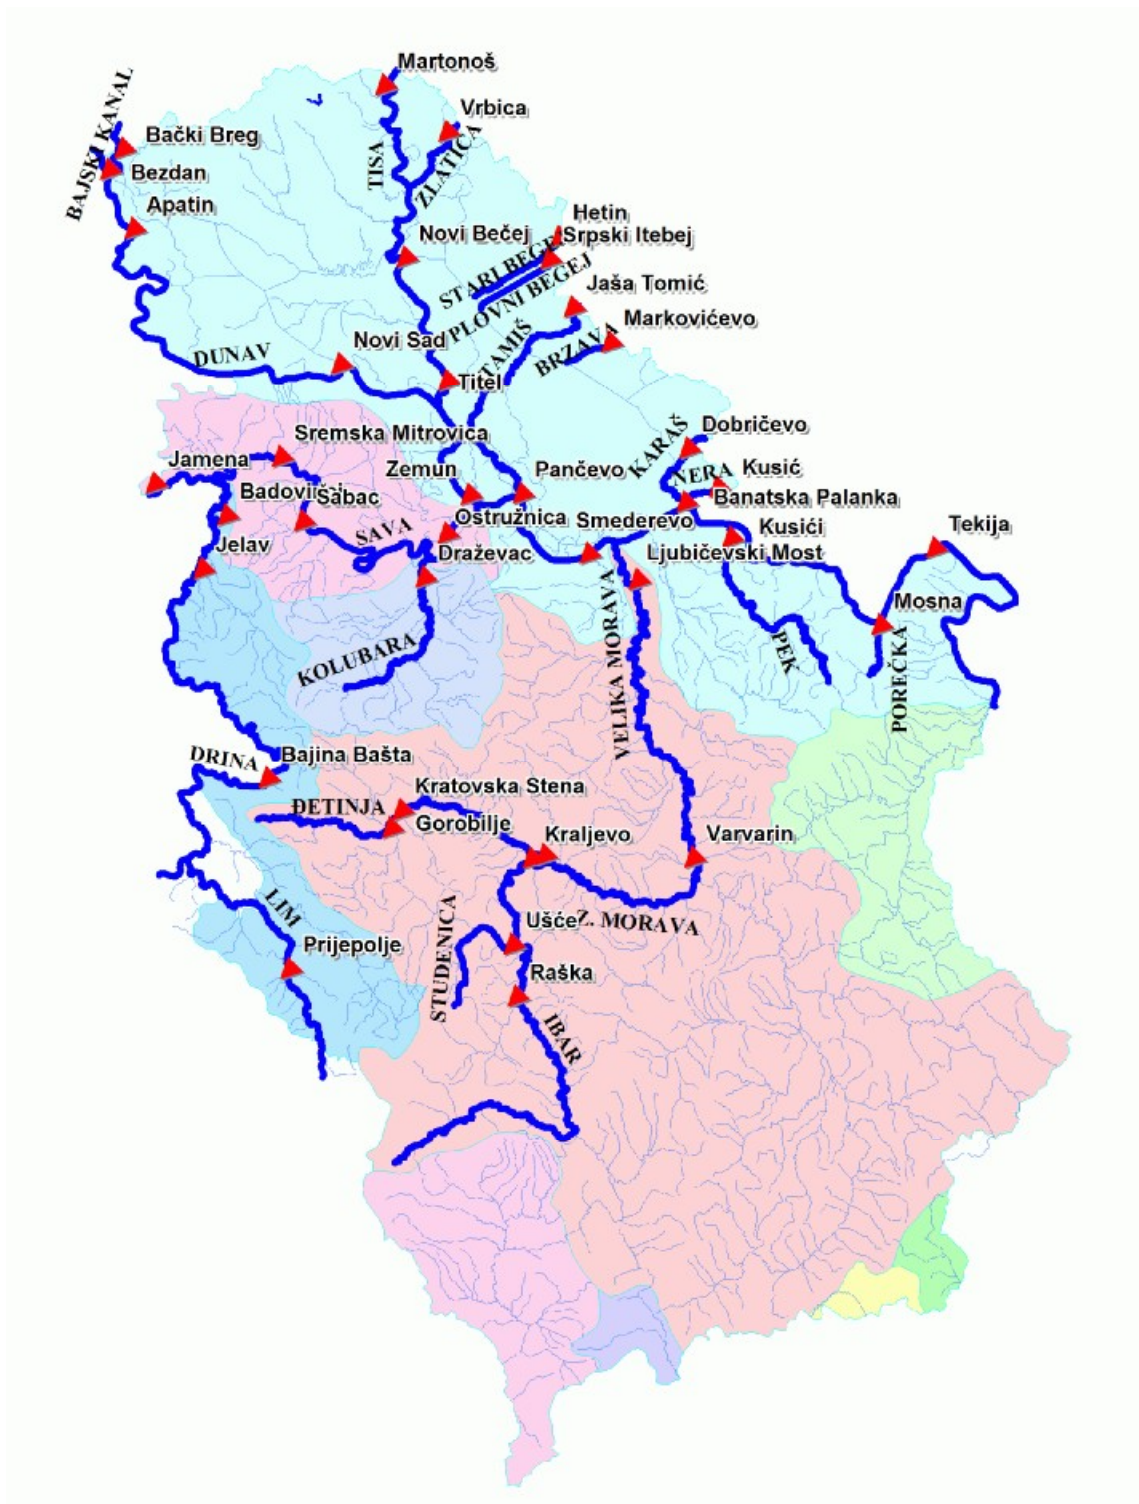 Martonoš
Vrbica
BAJSKI KANAL
Bački Breg
TISA
ZLATICA
Bezdan
Apatin
Hetin
Novi Bečej
Srpski Itebej
STARI BEGEJ
PLOVNI BEGEJ
Jaša Tomić
Markovićevo
TAMIŠ
BRZAVA
Novi Sad
DUNAV
Titel
Dobričevo
Sremska Mitrovica
KARAŠ
Jamena
Zemun
Pančevo
NERA
Kusić
Šabac
Banatska Palanka
Ostružnica
Smederevo
Kusići
Tekija
SAVA
Jelav
Draževac
Ljubičevski Most
Mosna
VELIKA MORAVA
KOLUBARA
PEK
POREČKA
DRINA
Bajina Bašta
Kratovska Stena
ĐETINJA
Gorobilje
Kraljevo
Varvarin
LIM
Ušće
Z. MORAVA
STUDENICA
Prijepolje
Raška
IBAR